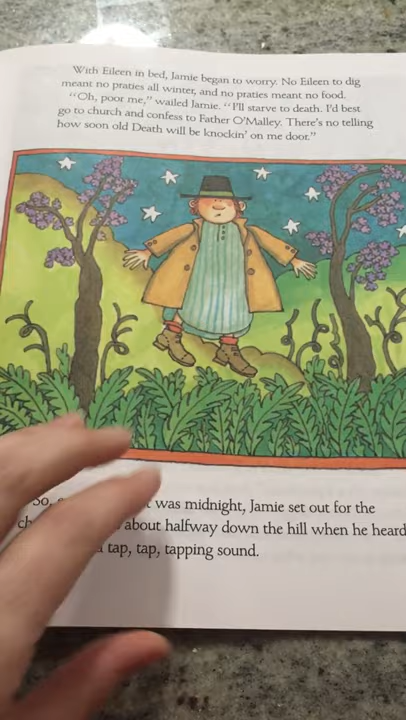 With Eileen in bed, Jamie began to worry. No Eileen to dig
meant no praties all winter, and no praties meant no food.
"Oh, poor me," wailed Jamie. "I'll starve to death. I'd best
go to church and confess to Father O'Malley. There's no telling
how soon old Death will be knockin' on me door."
So, was midnight, Jamie set out for the
about halfway down the hill when he heard
tap, tap, tapping sound.